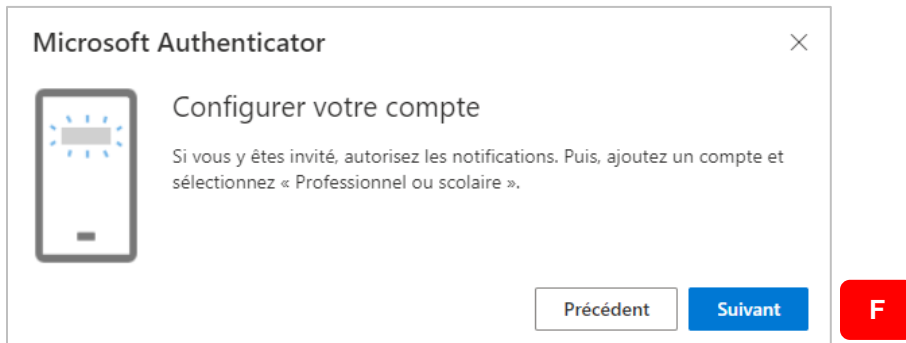 Microsoft Authenticator
Configurer votre compte
Si vous y êtes invité, autorisez les notifications. Puis, ajoutez un compte et
sélectionnez « Professionnel ou scolaire ».
Précédent
Suivant
F